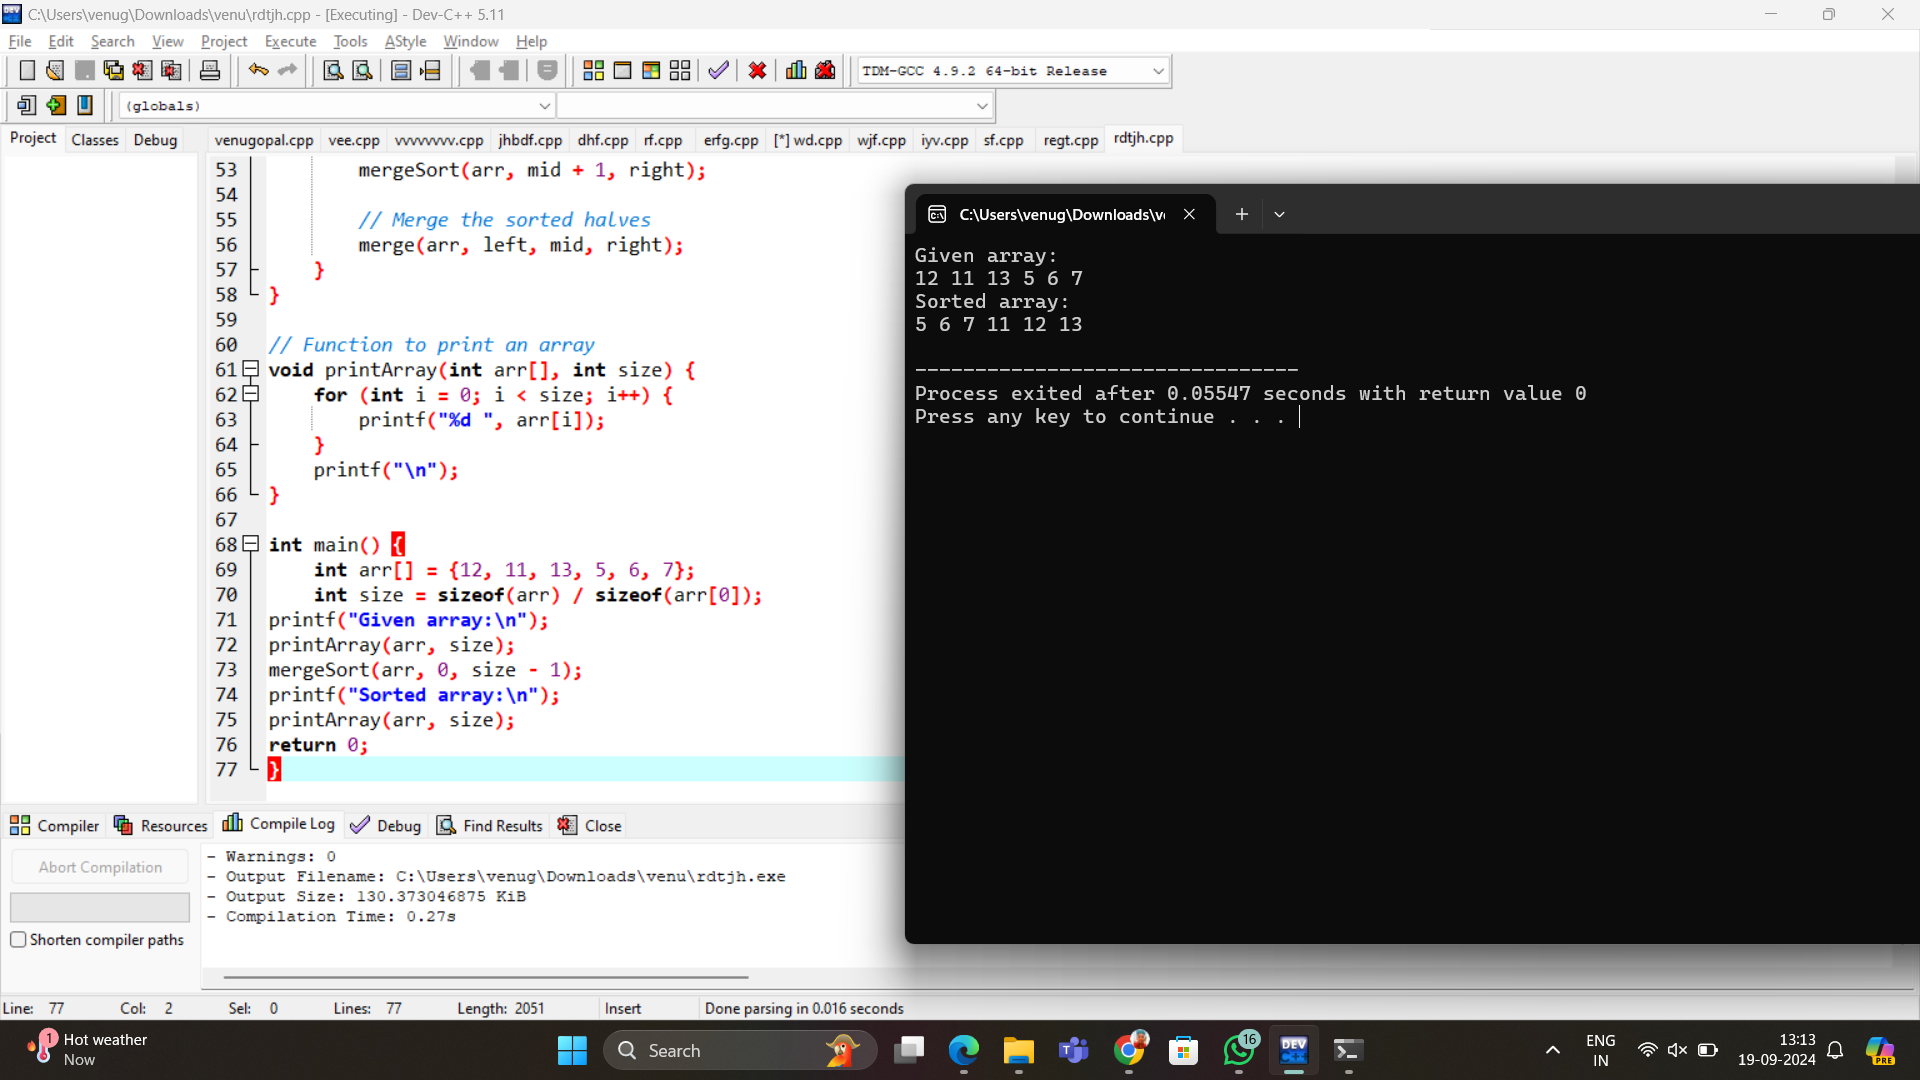 C:\Users\venug\Downloads\venu\rdtjh.cpp - [Executing] - Dev-C++ 5.11
File Edit Search View Project Execute Tools AStyle Window Help
TDM-GCC 4.9.2 64-bit Release
(globals)
Project Classes Debug
venugopal.cpp vee.cpp vvvvvvvv.cpp jhbdf.cpp dhf.cpp rf.cpp erfg.cpp [*] wd.cpp wjf.cpp iyv.cpp sf.cpp regt.cpp rdtjh.cpp
53 mergeSort(arr, mid + 1, right);
54
55 // Merge the sorted halves
56 merge(arr, left, mid, right);
57 }
58 }
59
60 // Function to print an array
61 void printArray(int arr[], int size) {
62 for (int i = 0; i < size; i++) {
63 printf("%d ", arr[i]);
64 }
65 printf("\n");
66 }
67
68 int main() {
69 int arr[] = {12, 11, 13, 5, 6, 7};
70 int size = sizeof(arr) / sizeof(arr[0]);
71 printf("Given array:\n");
72 printArray(arr, size);
73 mergeSort(arr, 0, size - 1);
74 printf("Sorted array:\n");
75 printArray(arr, size);
76 return 0;
77 }
C:\Users\venug\Downloads\v
Given array:
12 11 13 5 6 7
Sorted array:
5 6 7 11 12 13
--------------------------------
Process exited after 0.05547 seconds with return value 0
Press any key to continue . . .
Compiler Resources Compile Log Debug Find Results Close
Abort Compilation
Shorten compiler paths
- Warnings: 0
- Output Filename: C:\Users\venug\Downloads\venu\rdtjh.exe
- Output Size: 130.373046875 KiB
- Compilation Time: 0.27s
Line: 77 Col: 2 Sel: 0 Lines: 77 Length: 2051 Insert Done parsing in 0.016 seconds
1
Hot weather
Now
Search
16
DEV
C++
ENG
IN
13:13
19-09-2024
PRE